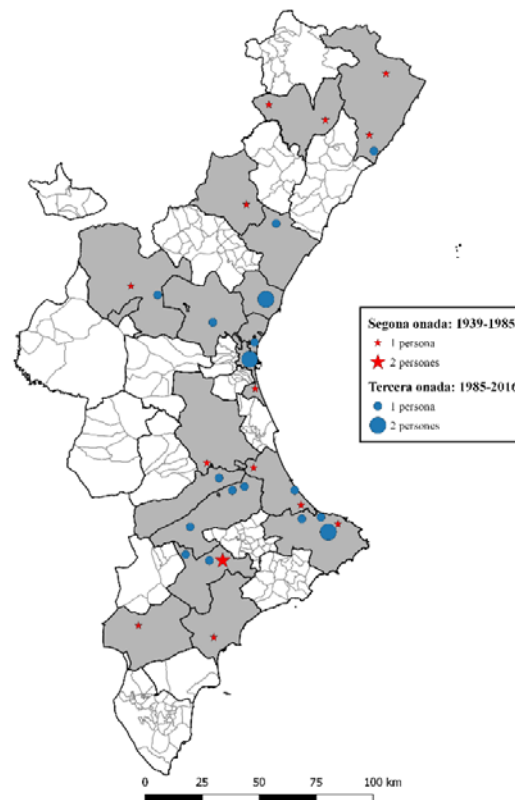 Segona onada: 1939-1985
1 persona
2 persones
Tercera onada: 1985-2016
1 persona
2 persones
0 25 50 75 100 km